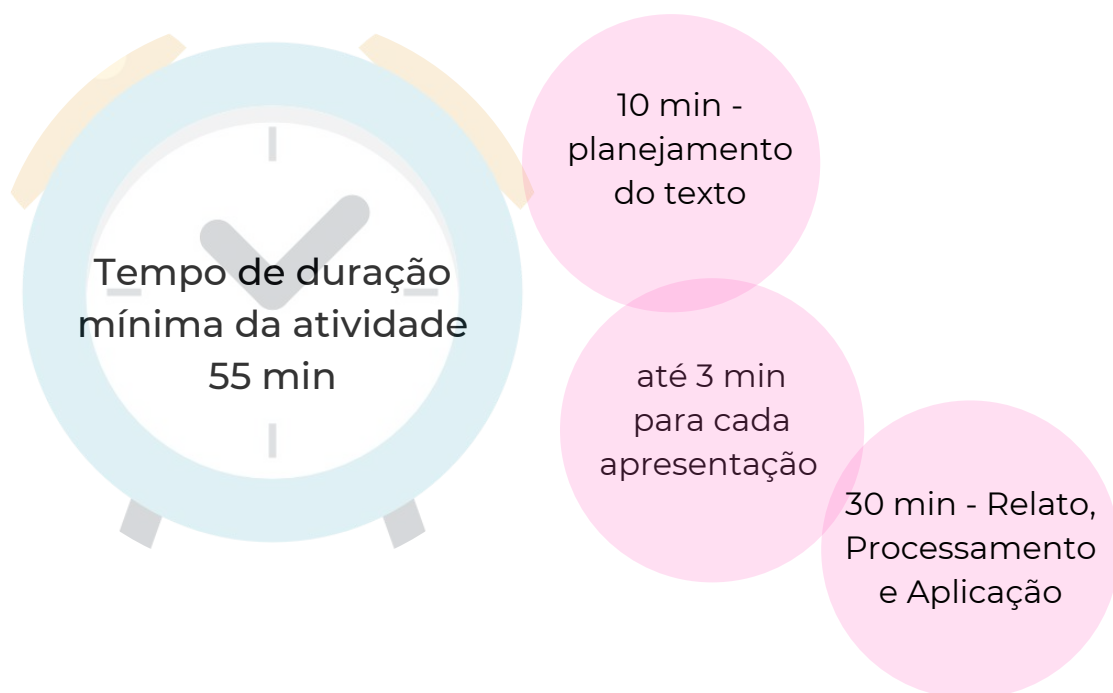 Tempo de duração
mínima da atividade
55 min
10 min -
planejamento
do texto
até 3 min
para cada
apresentação
30 min - Relato,
Processamento
e Aplicação